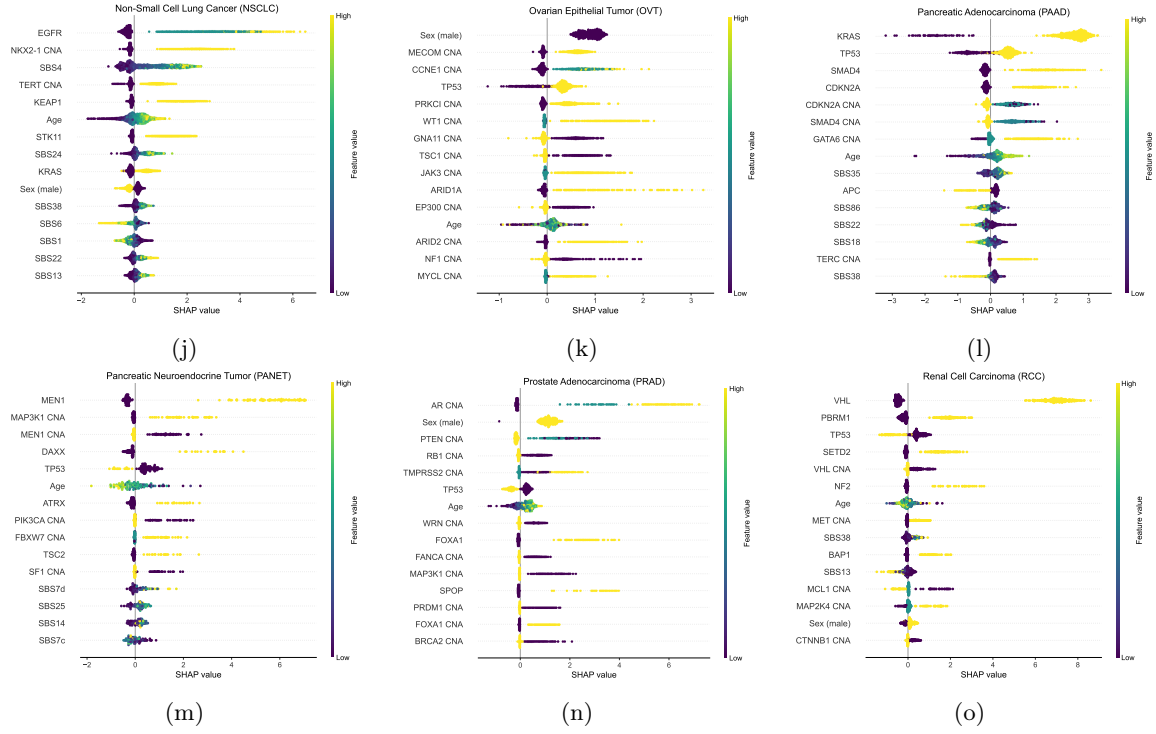 Non-Small Cell Lung Cancer (NSCLC)
EGFR
NKX2-1 CNA
SBS4
TERT CNA
KEAP1
Age
STK11
SBS24
KRAS
Sex (male)
SBS38
SBS6
SBS1
SBS22
SBS13
−2 0 2 4 6
SHAP value
High
Feature value
Low
(j)
Ovarian Epithelial Tumor (OVT)
Sex (male)
MECOM CNA
CCNE1 CNA
TP53
PRKCI CNA
WT1 CNA
GNA11 CNA
TSC1 CNA
JAK3 CNA
ARID1A
EP300 CNA
Age
ARID2 CNA
NF1 CNA
MYCL CNA
−1 0 1 2 3
SHAP value
High
Feature value
Low
(k)
Pancreatic Adenocarcinoma (PAAD)
KRAS
TP53
SMAD4
CDKN2A
CDKN2A CNA
SMAD4 CNA
GATA6 CNA
Age
SBS35
APC
SBS86
SBS22
SBS18
TERC CNA
SBS38
−3 −2 −1 0 1 2 3
SHAP value
High
Feature value
Low
(l)
Pancreatic Neuroendocrine Tumor (PANET)
MEN1
MAP3K1 CNA
MEN1 CNA
DAXX
TP53
Age
ATRX
PIK3CA CNA
FBXW7 CNA
TSC2
SF1 CNA
SBS7d
SBS25
SBS14
SBS7c
−2 0 2 4 6
SHAP value
High
Feature value
Low
(m)
Prostate Adenocarcinoma (PRAD)
AR CNA
Sex (male)
PTEN CNA
RB1 CNA
TMPRSS2 CNA
TP53
Age
WRN CNA
FOXA1
FANCA CNA
MAP3K1 CNA
SPOP
PRDM1 CNA
FOXA1 CNA
BRCA2 CNA
0 2 4 6
SHAP value
High
Feature value
Low
(n)
Renal Cell Carcinoma (RCC)
VHL
PBRM1
TP53
SETD2
VHL CNA
NF2
Age
MET CNA
SBS38
BAP1
SBS13
MCL1 CNA
MAP2K4 CNA
Sex (male)
CTNNB1 CNA
0 2 4 6 8
SHAP value
High
Feature value
Low
(o)